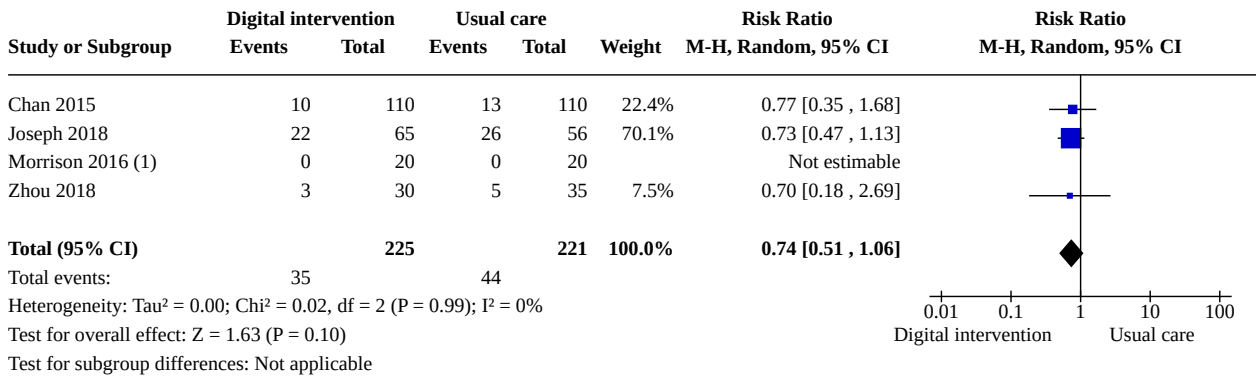 Digital intervention Usual care Risk Ratio Risk Ratio
Study or Subgroup Events Total Events Total Weight M-H, Random, 95% CI M-H, Random, 95% CI
Chan 2015 10 110 13 110 22.4% 0.77 [0.35 , 1.68]
Joseph 2018 22 65 26 56 70.1% 0.73 [0.47 , 1.13]
Morrison 2016 (1) 0 20 0 20 Not estimable
Zhou 2018 3 30 5 35 7.5% 0.70 [0.18 , 2.69]
Total (95% CI) 225 221 100.0% 0.74 [0.51 , 1.06]
Total events: 35 44
Heterogeneity: Tau² = 0.00; Chi² = 0.02, df = 2 (P = 0.99); I² = 0%
0.01 0.1 1 10 100
Test for overall effect: Z = 1.63 (P = 0.10) Digital intervention Usual care
Test for subgroup differences: Not applicable